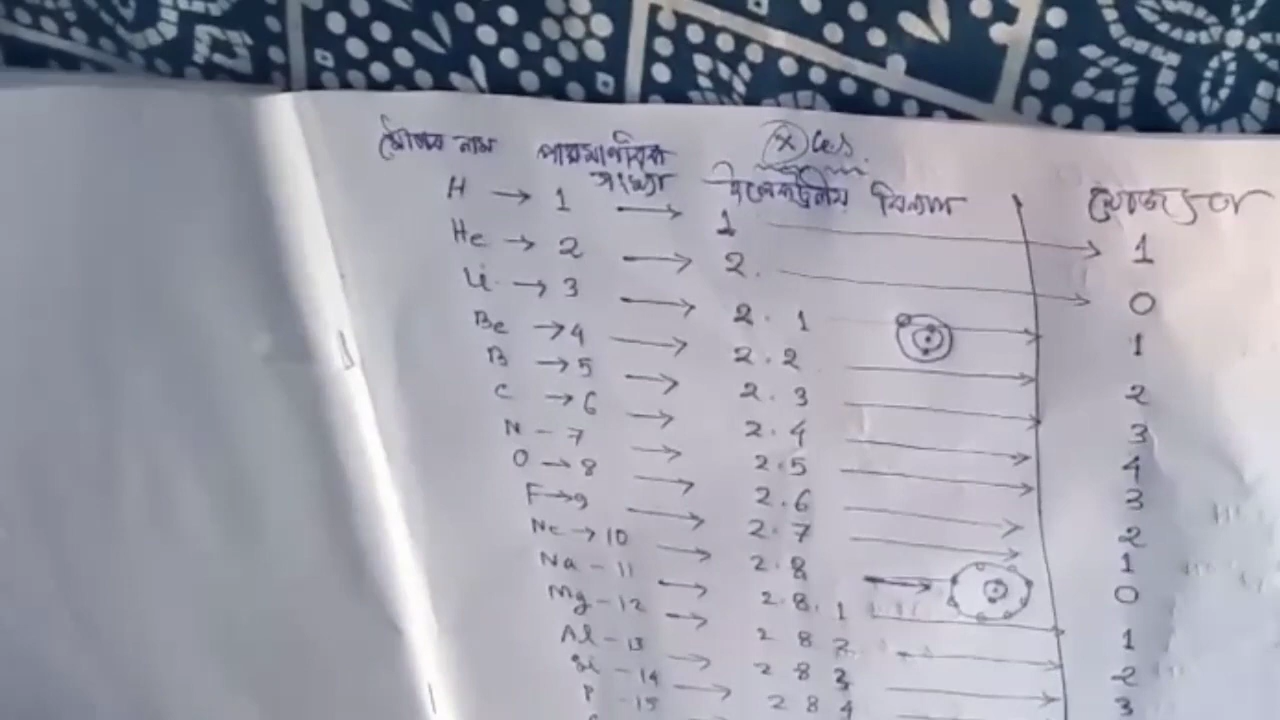 মৌলের নাম পারমাণবিক সংখ্যা ইলেকট্রনীয় বিন্যাস যোজ্যতা
H → 1 → 1 → 1
He → 2 → 2. → 0
Li → 3 → 2. 1 → 1
Be → 4 → 2.2 → 2
B → 5 → 2. 3 → 3
C → 6 → 2. 4 → 4
N - 7 → 2.5 → 3
O → 8 → 2.6 → 2
F → 9 → 2.7 → 1
Ne → 10 → 2.8 → 0
Na - 11 → 2.8. 1 → 1
Mg - 12 → 2 8 2 → 2
Al - 13 → 2 8 3 → 3
Si - 14 → 2 8 4
P - 15